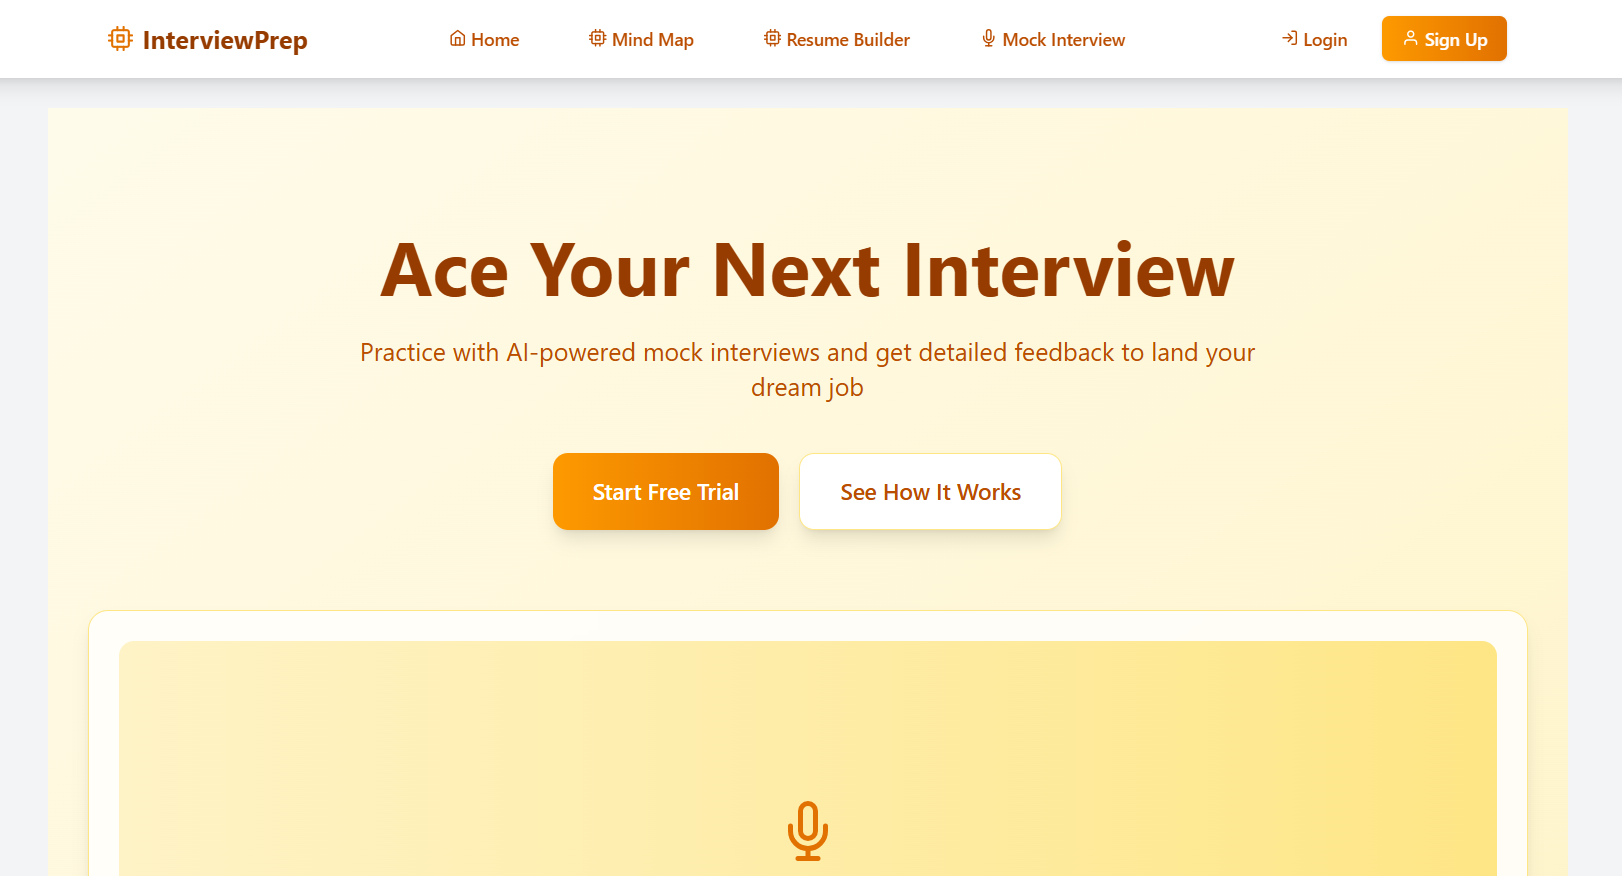 InterviewPrep
Home
Mind Map
Resume Builder
Mock Interview
Login
Sign Up
Ace Your Next Interview
Practice with AI-powered mock interviews and get detailed feedback to land your
dream job
Start Free Trial
See How It Works